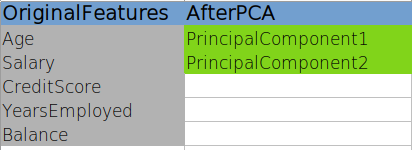 OriginalFeatures AfterPCA
Age PrincipalComponent1
Salary PrincipalComponent2
CreditScore
YearsEmployed
Balance